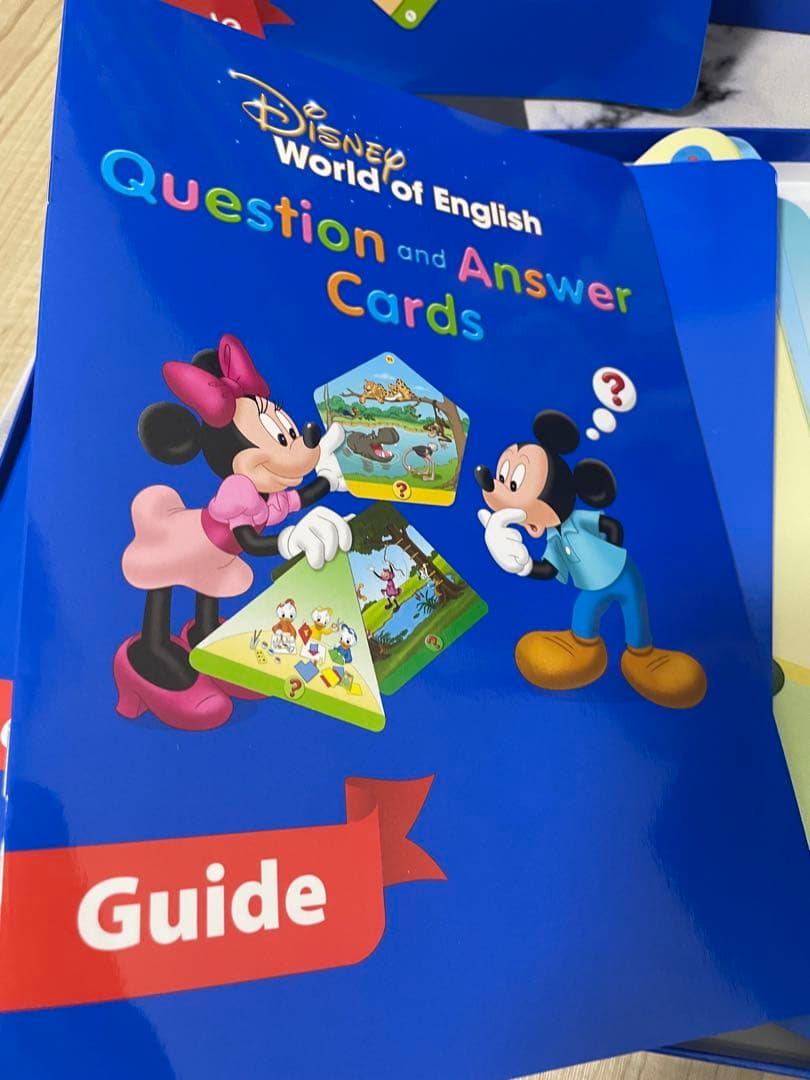 Disney
World of English
Question and Answer
Cards
?
?
?
?
Guide